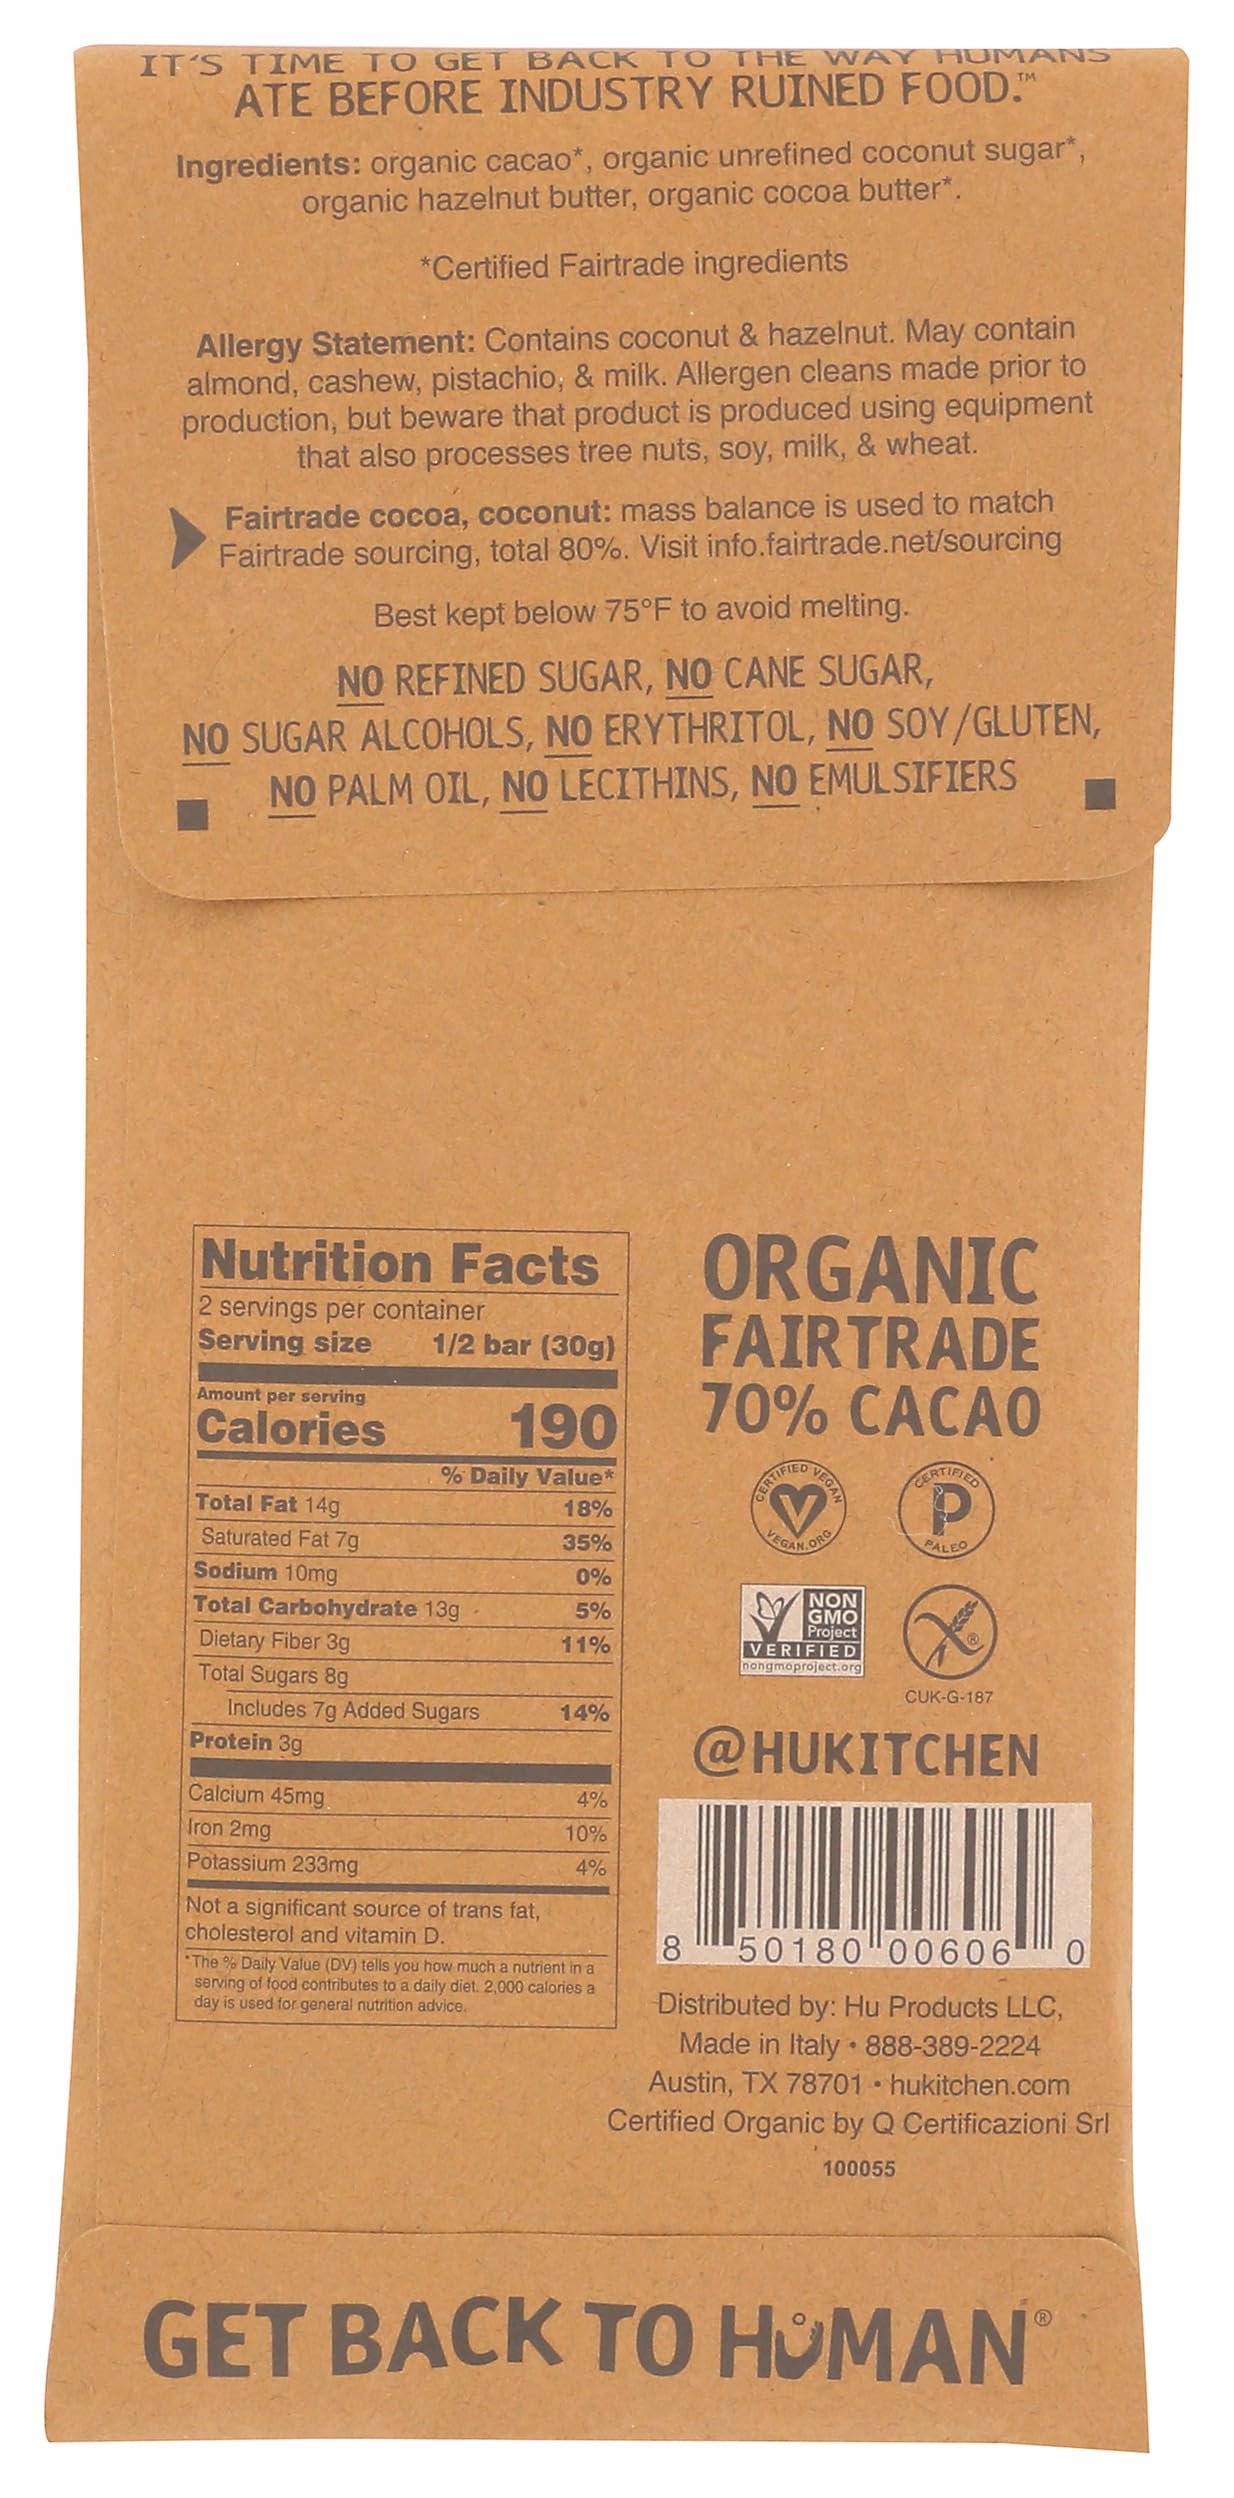 IT'S TIME TO GET BACK TO THE WAY HUMANS
ATE BEFORE INDUSTRY RUINED FOOD.™
Ingredients: organic cacao*, organic unrefined coconut sugar*,
organic hazelnut butter, organic cocoa butter*.
*Certified Fairtrade ingredients
Allergy Statement: Contains coconut & hazelnut. May contain
almond, cashew, pistachio, & milk. Allergen cleans made prior to
production, but beware that product is produced using equipment
that also processes tree nuts, soy, milk, & wheat.
Fairtrade cocoa, coconut: mass balance is used to match
Fairtrade sourcing, total 80%. Visit info.fairtrade.net/sourcing
Best kept below 75°F to avoid melting.
NO REFINED SUGAR, NO CANE SUGAR,
NO SUGAR ALCOHOLS, NO ERYTHRITOL, NO SOY/GLUTEN,
NO PALM OIL, NO LECITHINS, NO EMULSIFIERS
Nutrition Facts
2 servings per container
Serving size 1/2 bar (30g)
Amount per serving
Calories 190
% Daily Value*
Total Fat 14g 18%
Saturated Fat 7g 35%
Sodium 10mg 0%
Total Carbohydrate 13g 5%
Dietary Fiber 3g 11%
Total Sugars 8g
Includes 7g Added Sugars 14%
Protein 3g
Calcium 45mg 4%
Iron 2mg 10%
Potassium 233mg 4%
Not a significant source of trans fat,
cholesterol and vitamin D.
*The % Daily Value (DV) tells you how much a nutrient in a
serving of food contributes to a daily diet. 2,000 calories a
day is used for general nutrition advice.
ORGANIC
FAIRTRADE
70% CACAO
CERTIFIED VEGAN
V
VEGAN.ORG
CERTIFIED
P
PALEO
NON
GMO
Project
VERIFIED
nongmoproject.org
®
CUK-G-187
@HUKITCHEN
8 50180 00606 0
Distributed by: Hu Products LLC,
Made in Italy • 888-389-2224
Austin, TX 78701 • hukitchen.com
Certified Organic by Q Certificazioni Srl
100055
GET BACK TO HUMAN®